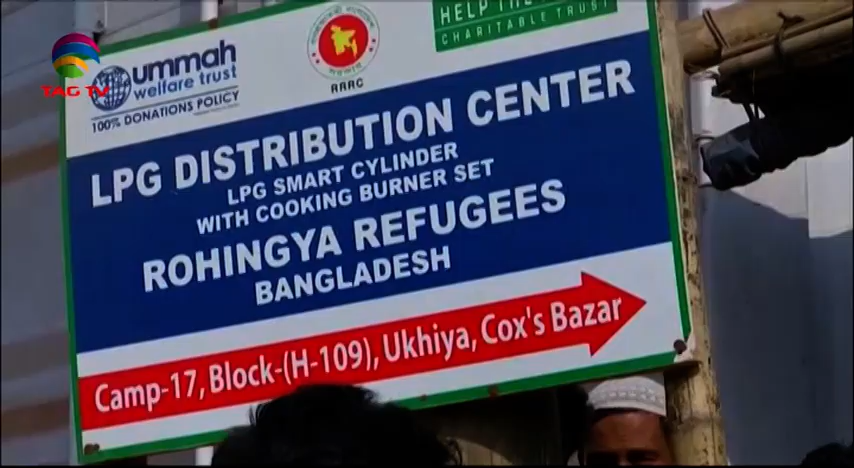 TAG TV
ummah
welfare trust
100% DONATIONS POLICY
RRRC
HELP THE
CHARITABLE TRUST
LPG DISTRIBUTION CENTER
LPG SMART CYLINDER
WITH COOKING BURNER SET
ROHINGYA REFUGEES
BANGLADESH
Camp-17, Block-(H-109), Ukhiya, Cox's Bazar